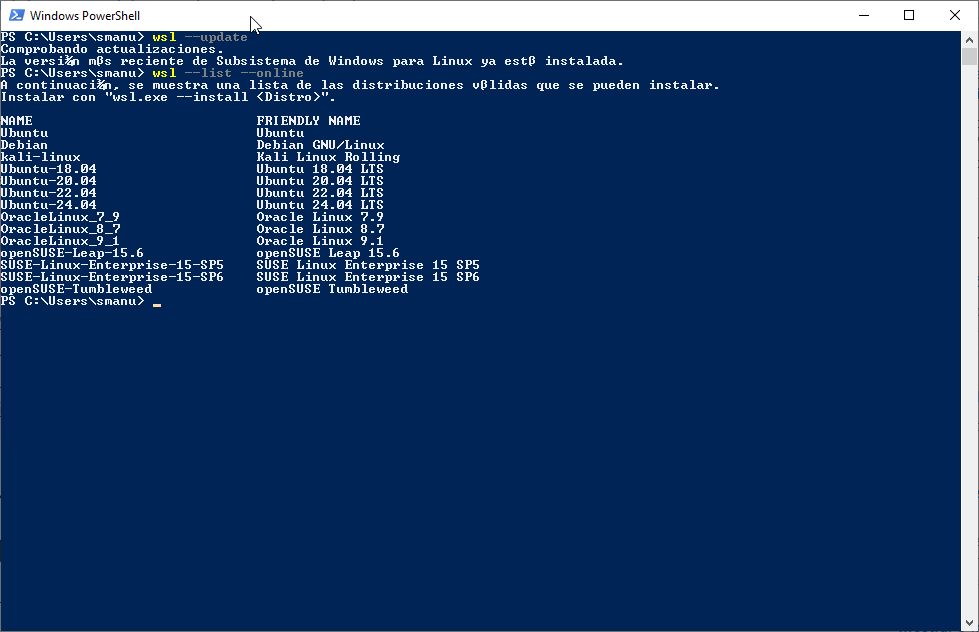 Windows PowerShell
PS C:\Users\smanu> wsl --update
Comprobando actualizaciones.
La versi¾n mßs reciente de Subsistema de Windows para Linux ya estß instalada.
PS C:\Users\smanu> wsl --list --online
A continuaci¾n, se muestra una lista de las distribuciones vßlidas que se pueden instalar.
Instalar con "wsl.exe --install <Distro>".
NAME FRIENDLY NAME
Ubuntu Ubuntu
Debian Debian GNU/Linux
kali-linux Kali Linux Rolling
Ubuntu-18.04 Ubuntu 18.04 LTS
Ubuntu-20.04 Ubuntu 20.04 LTS
Ubuntu-22.04 Ubuntu 22.04 LTS
Ubuntu-24.04 Ubuntu 24.04 LTS
OracleLinux_7_9 Oracle Linux 7.9
OracleLinux_8_7 Oracle Linux 8.7
OracleLinux_9_1 Oracle Linux 9.1
openSUSE-Leap-15.6 openSUSE Leap 15.6
SUSE-Linux-Enterprise-15-SP5 SUSE Linux Enterprise 15 SP5
SUSE-Linux-Enterprise-15-SP6 SUSE Linux Enterprise 15 SP6
openSUSE-Tumbleweed openSUSE Tumbleweed
PS C:\Users\smanu> _